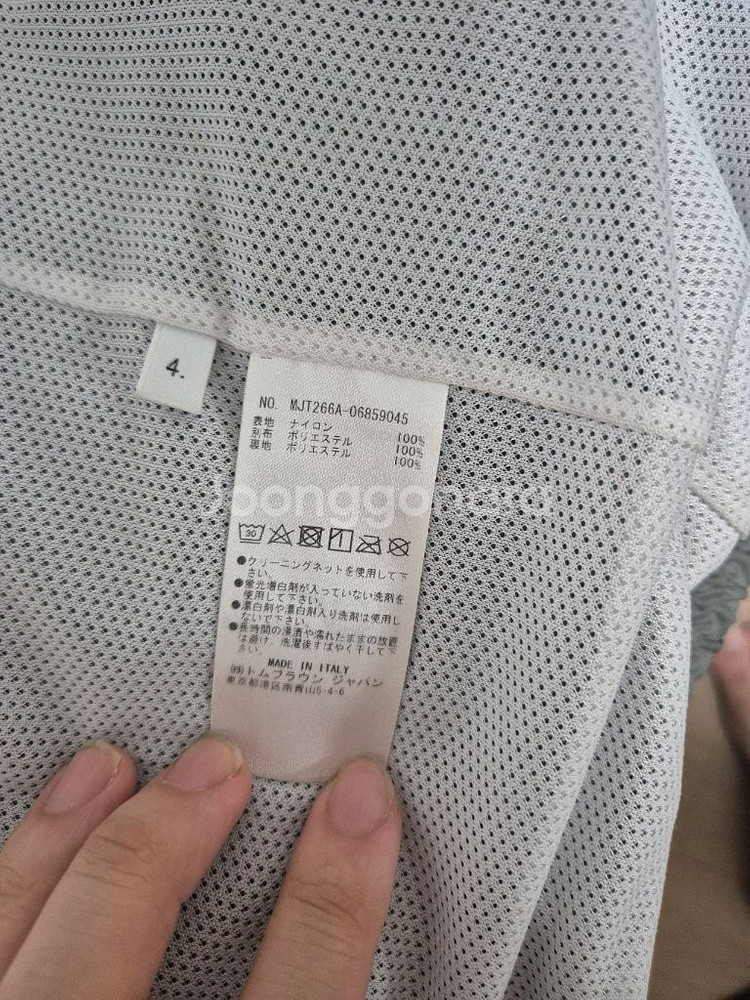 4.
NO. MJT266A-06859045
表地 ナイロン 100%
別布 ポリエステル 100%
裏地 ポリエステル 100%
Joonggonara
30
●クリーニングネットを使用して下
さい。
●蛍光増白剤が入っていない洗剤を
使用して下さい。
●漂白剤や漂白剤入り洗剤は使用し
ないで下さい。
●長時間の浸漬や濡れたままの放置
は避け、洗濯後すばやく干して下
さい。
MADE IN ITALY
㈱トムブラウン ジャパン
東京都港区南青山5-4-6